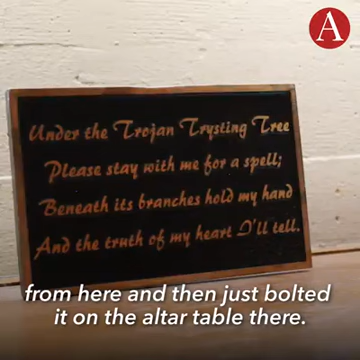 A
Under the Trojan Trysting Tree
Please stay with me for a spell;
Beneath its branches hold my hand
And the truth of my heart I'll tell.
from here and then just bolted
it on the altar table there.